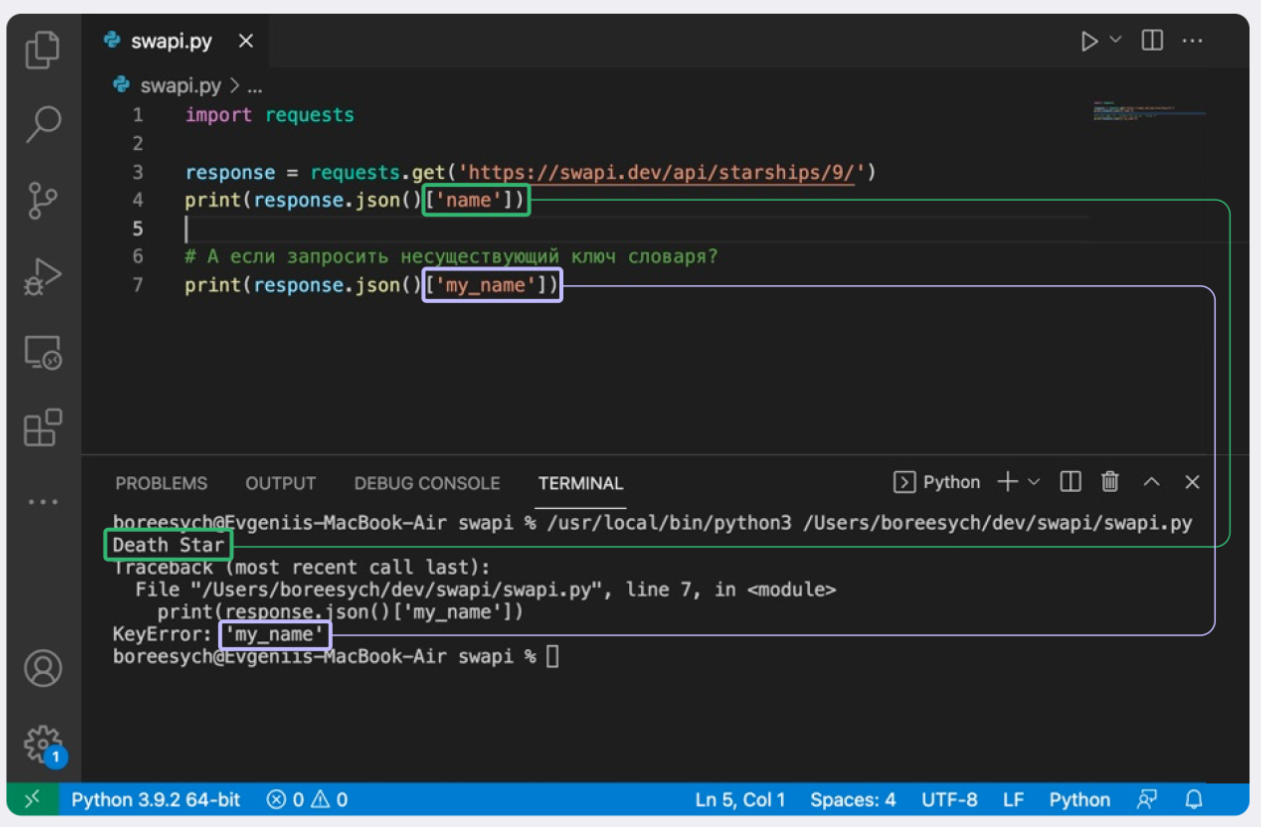 swapi.py
swapi.py > ...
1 import requests
2
3 response = requests.get('https://swapi.dev/api/starships/9/')
4 print(response.json()['name'])
5
6 # А если запросить несуществующий ключ словаря?
7 print(response.json()['my_name'])
PROBLEMS OUTPUT DEBUG CONSOLE TERMINAL Python
boreesych@Evgeniis-MacBook-Air swapi % /usr/local/bin/python3 /Users/boreesych/dev/swapi/swapi.py
Death Star
Traceback (most recent call last):
File "/Users/boreesych/dev/swapi/swapi.py", line 7, in <module>
print(response.json()['my_name'])
KeyError: 'my_name'
boreesych@Evgeniis-MacBook-Air swapi %
1
Python 3.9.2 64-bit 0 0 Ln 5, Col 1 Spaces: 4 UTF-8 LF Python